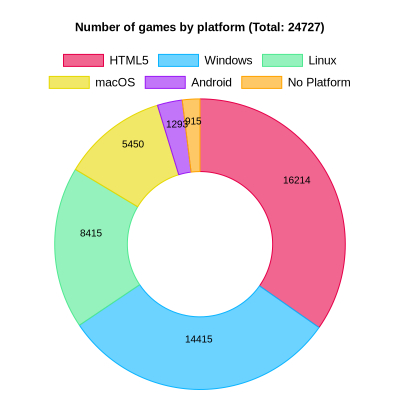 Number of games by platform (Total: 24727)
HTML5 Windows Linux
macOS Android No Platform
915
1293
5450
16214
8415
14415